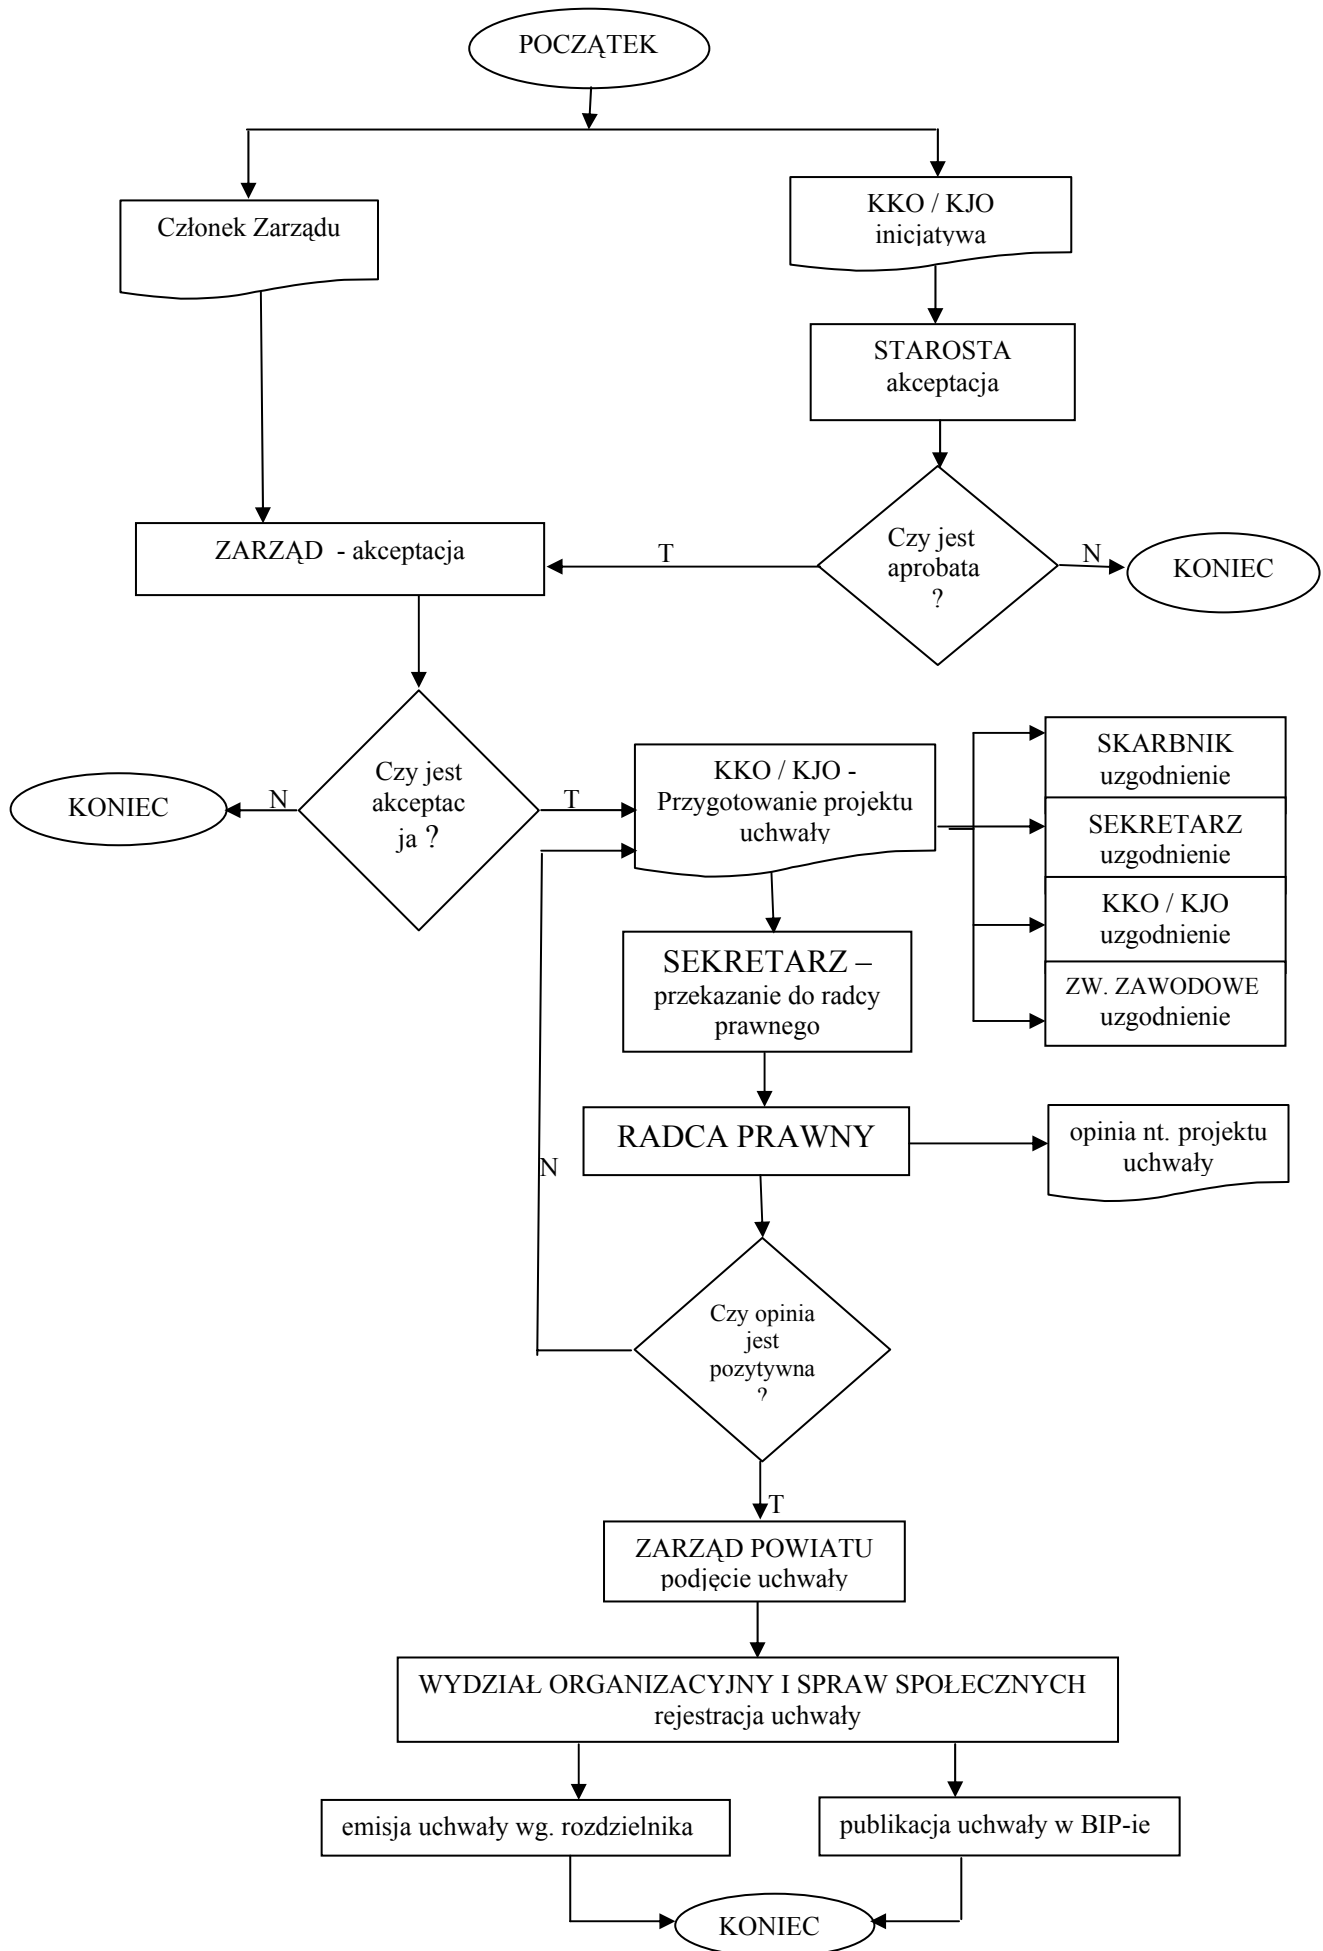 POCZĄTEK
Członek Zarządu
KKO / KJO
inicjatywa
STAROSTA
akceptacja
ZARZĄD - akceptacja
T
Czy jest
aprobata
?
N
KONIEC
KONIEC
N
Czy jest
akceptac
ja ?
T
KKO / KJO -
Przygotowanie projektu
uchwały
SKARBNIK
uzgodnienie
SEKRETARZ
uzgodnienie
KKO / KJO
uzgodnienie
ZW. ZAWODOWE
uzgodnienie
SEKRETARZ –
przekazanie do radcy
prawnego
RADCA PRAWNY
opinia nt. projektu
uchwały
N
Czy opinia
jest
pozytywna
?
T
ZARZĄD POWIATU
podjęcie uchwały
WYDZIAŁ ORGANIZACYJNY I SPRAW SPOŁECZNYCH
rejestracja uchwały
emisja uchwały wg. rozdzielnika
publikacja uchwały w BIP-ie
KONIEC